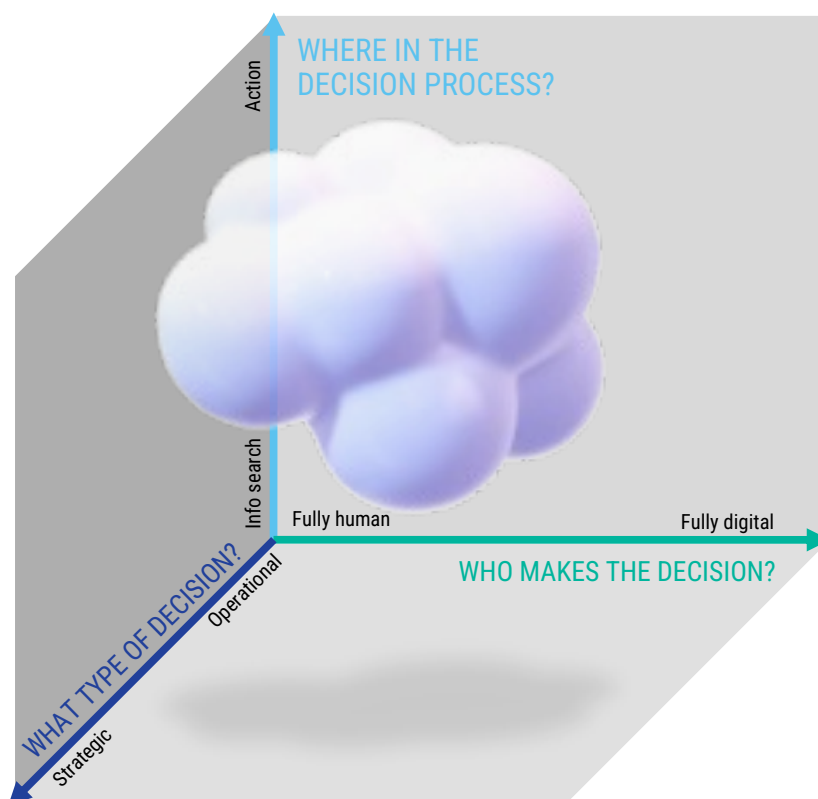 WHERE IN THE
DECISION PROCESS?
Action
Info search
Fully human
Fully digital
WHO MAKES THE DECISION?
WHAT TYPE OF DECISION?
Operational
Strategic